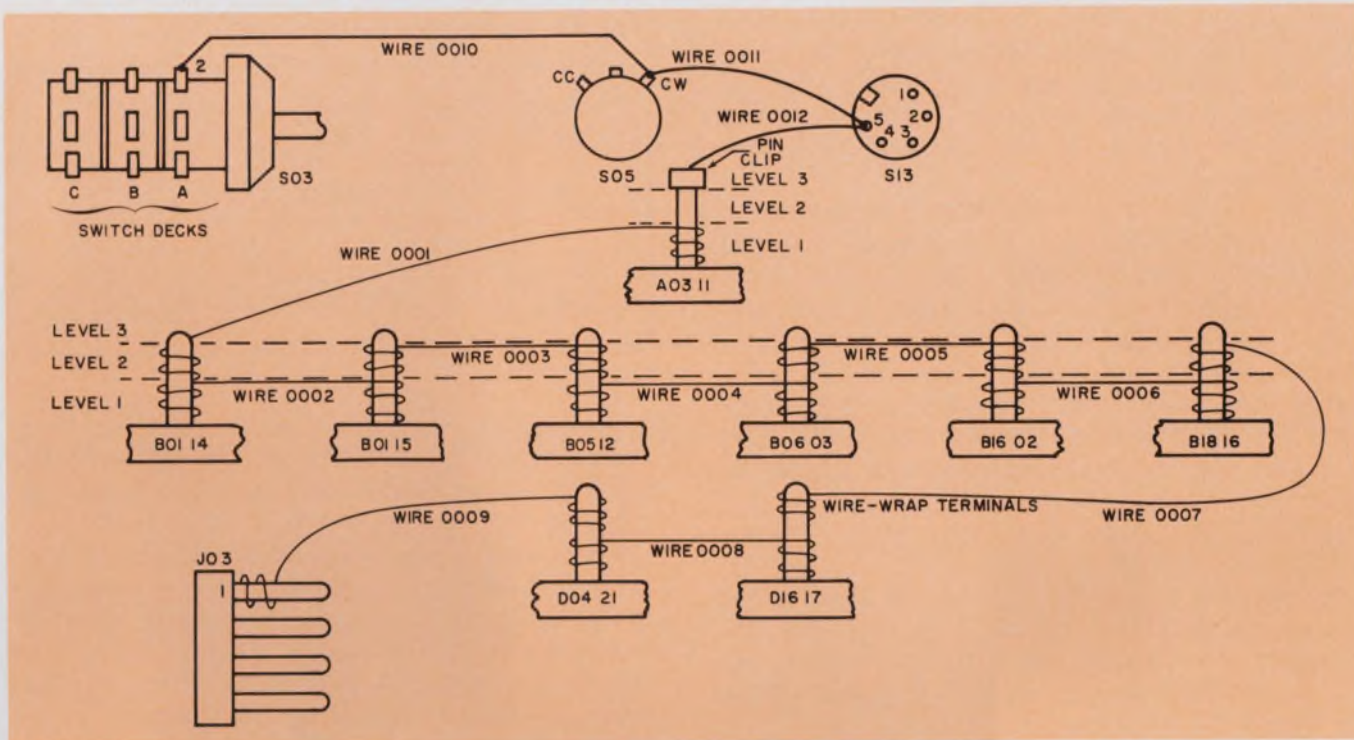 WIRE 0010
2
CC
CW
WIRE 0011
1
2
3
4
5
WIRE 0012
PIN
CLIP
S13
S03
S05
C B A
SWITCH DECKS
LEVEL 3
LEVEL 2
LEVEL 1
WIRE 0001
A03 11
LEVEL 3
LEVEL 2
LEVEL 1
WIRE 0002
WIRE 0003
WIRE 0004
WIRE 0005
WIRE 0006
B01 14
B01 15
B05 12
B06 03
B16 02
B18 16
WIRE 0009
WIRE-WRAP TERMINALS
WIRE 0007
WIRE 0008
J03
1
D04 21
D16 17